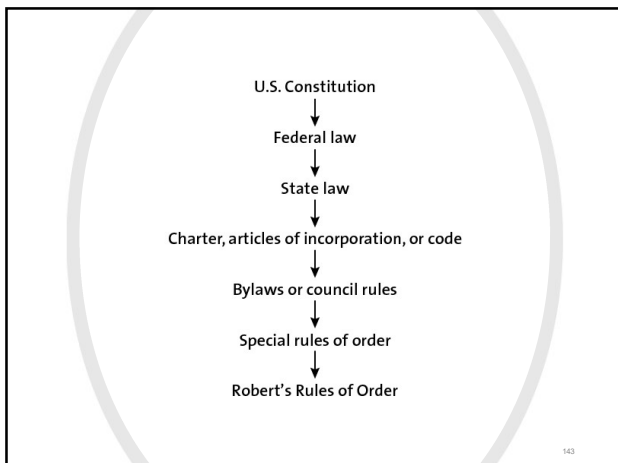 U.S. Constitution
Federal law
State law
Charter, articles of incorporation, or code
Bylaws or council rules
Special rules of order
Robert’s Rules of Order
143